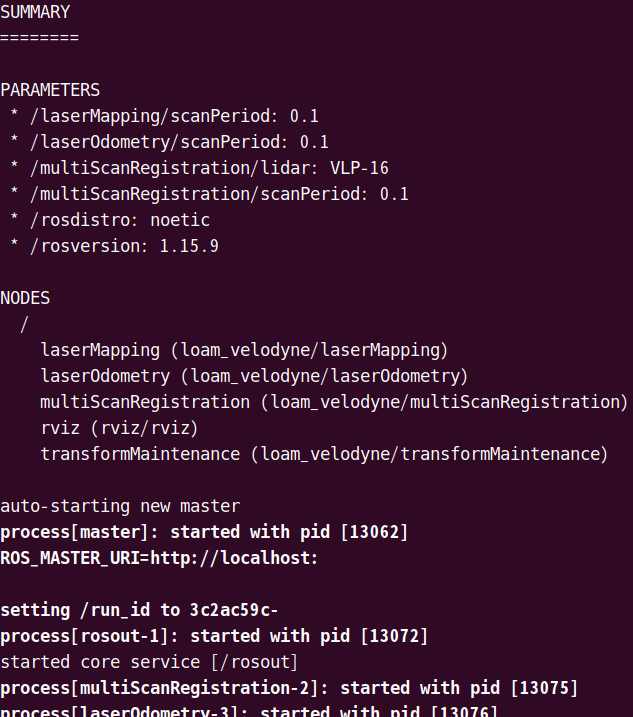 SUMMARY
========
PARAMETERS
* /laserMapping/scanPeriod: 0.1
* /laserOdometry/scanPeriod: 0.1
* /multiScanRegistration/lidar: VLP-16
* /multiScanRegistration/scanPeriod: 0.1
* /rosdistro: noetic
* /rosversion: 1.15.9
NODES
/
laserMapping (loam_velodyne/laserMapping)
laserOdometry (loam_velodyne/laserOdometry)
multiScanRegistration (loam_velodyne/multiScanRegistration)
rviz (rviz/rviz)
transformMaintenance (loam_velodyne/transformMaintenance)
auto-starting new master
process[master]: started with pid [13062]
ROS_MASTER_URI=http://localhost:
setting /run_id to 3c2ac59c-
process[rosout-1]: started with pid [13072]
started core service [/rosout]
process[multiScanRegistration-2]: started with pid [13075]
process[laserOdometry-3]: started with pid [13076]